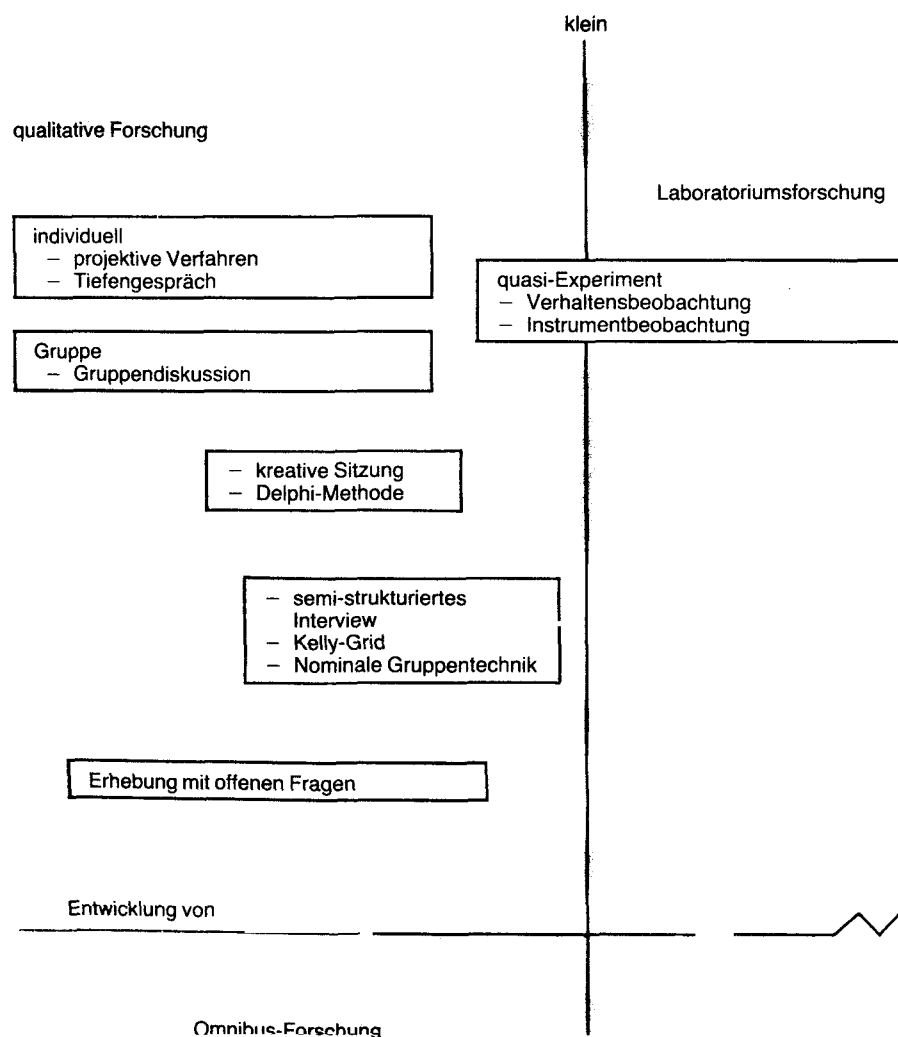 klein
qualitative Forschung
Laboratoriumsforschung
individuell
– projektive Verfahren
– Tiefengespräch
quasi-Experiment
– Verhaltensbeobachtung
– Instrumentbeobachtung
Gruppe
– Gruppendiskussion
– kreative Sitzung
– Delphi-Methode
– semi-strukturiertes
Interview
– Kelly-Grid
– Nominale Gruppentechnik
Erhebung mit offenen Fragen
Entwicklung von
Omnibus-Forschung